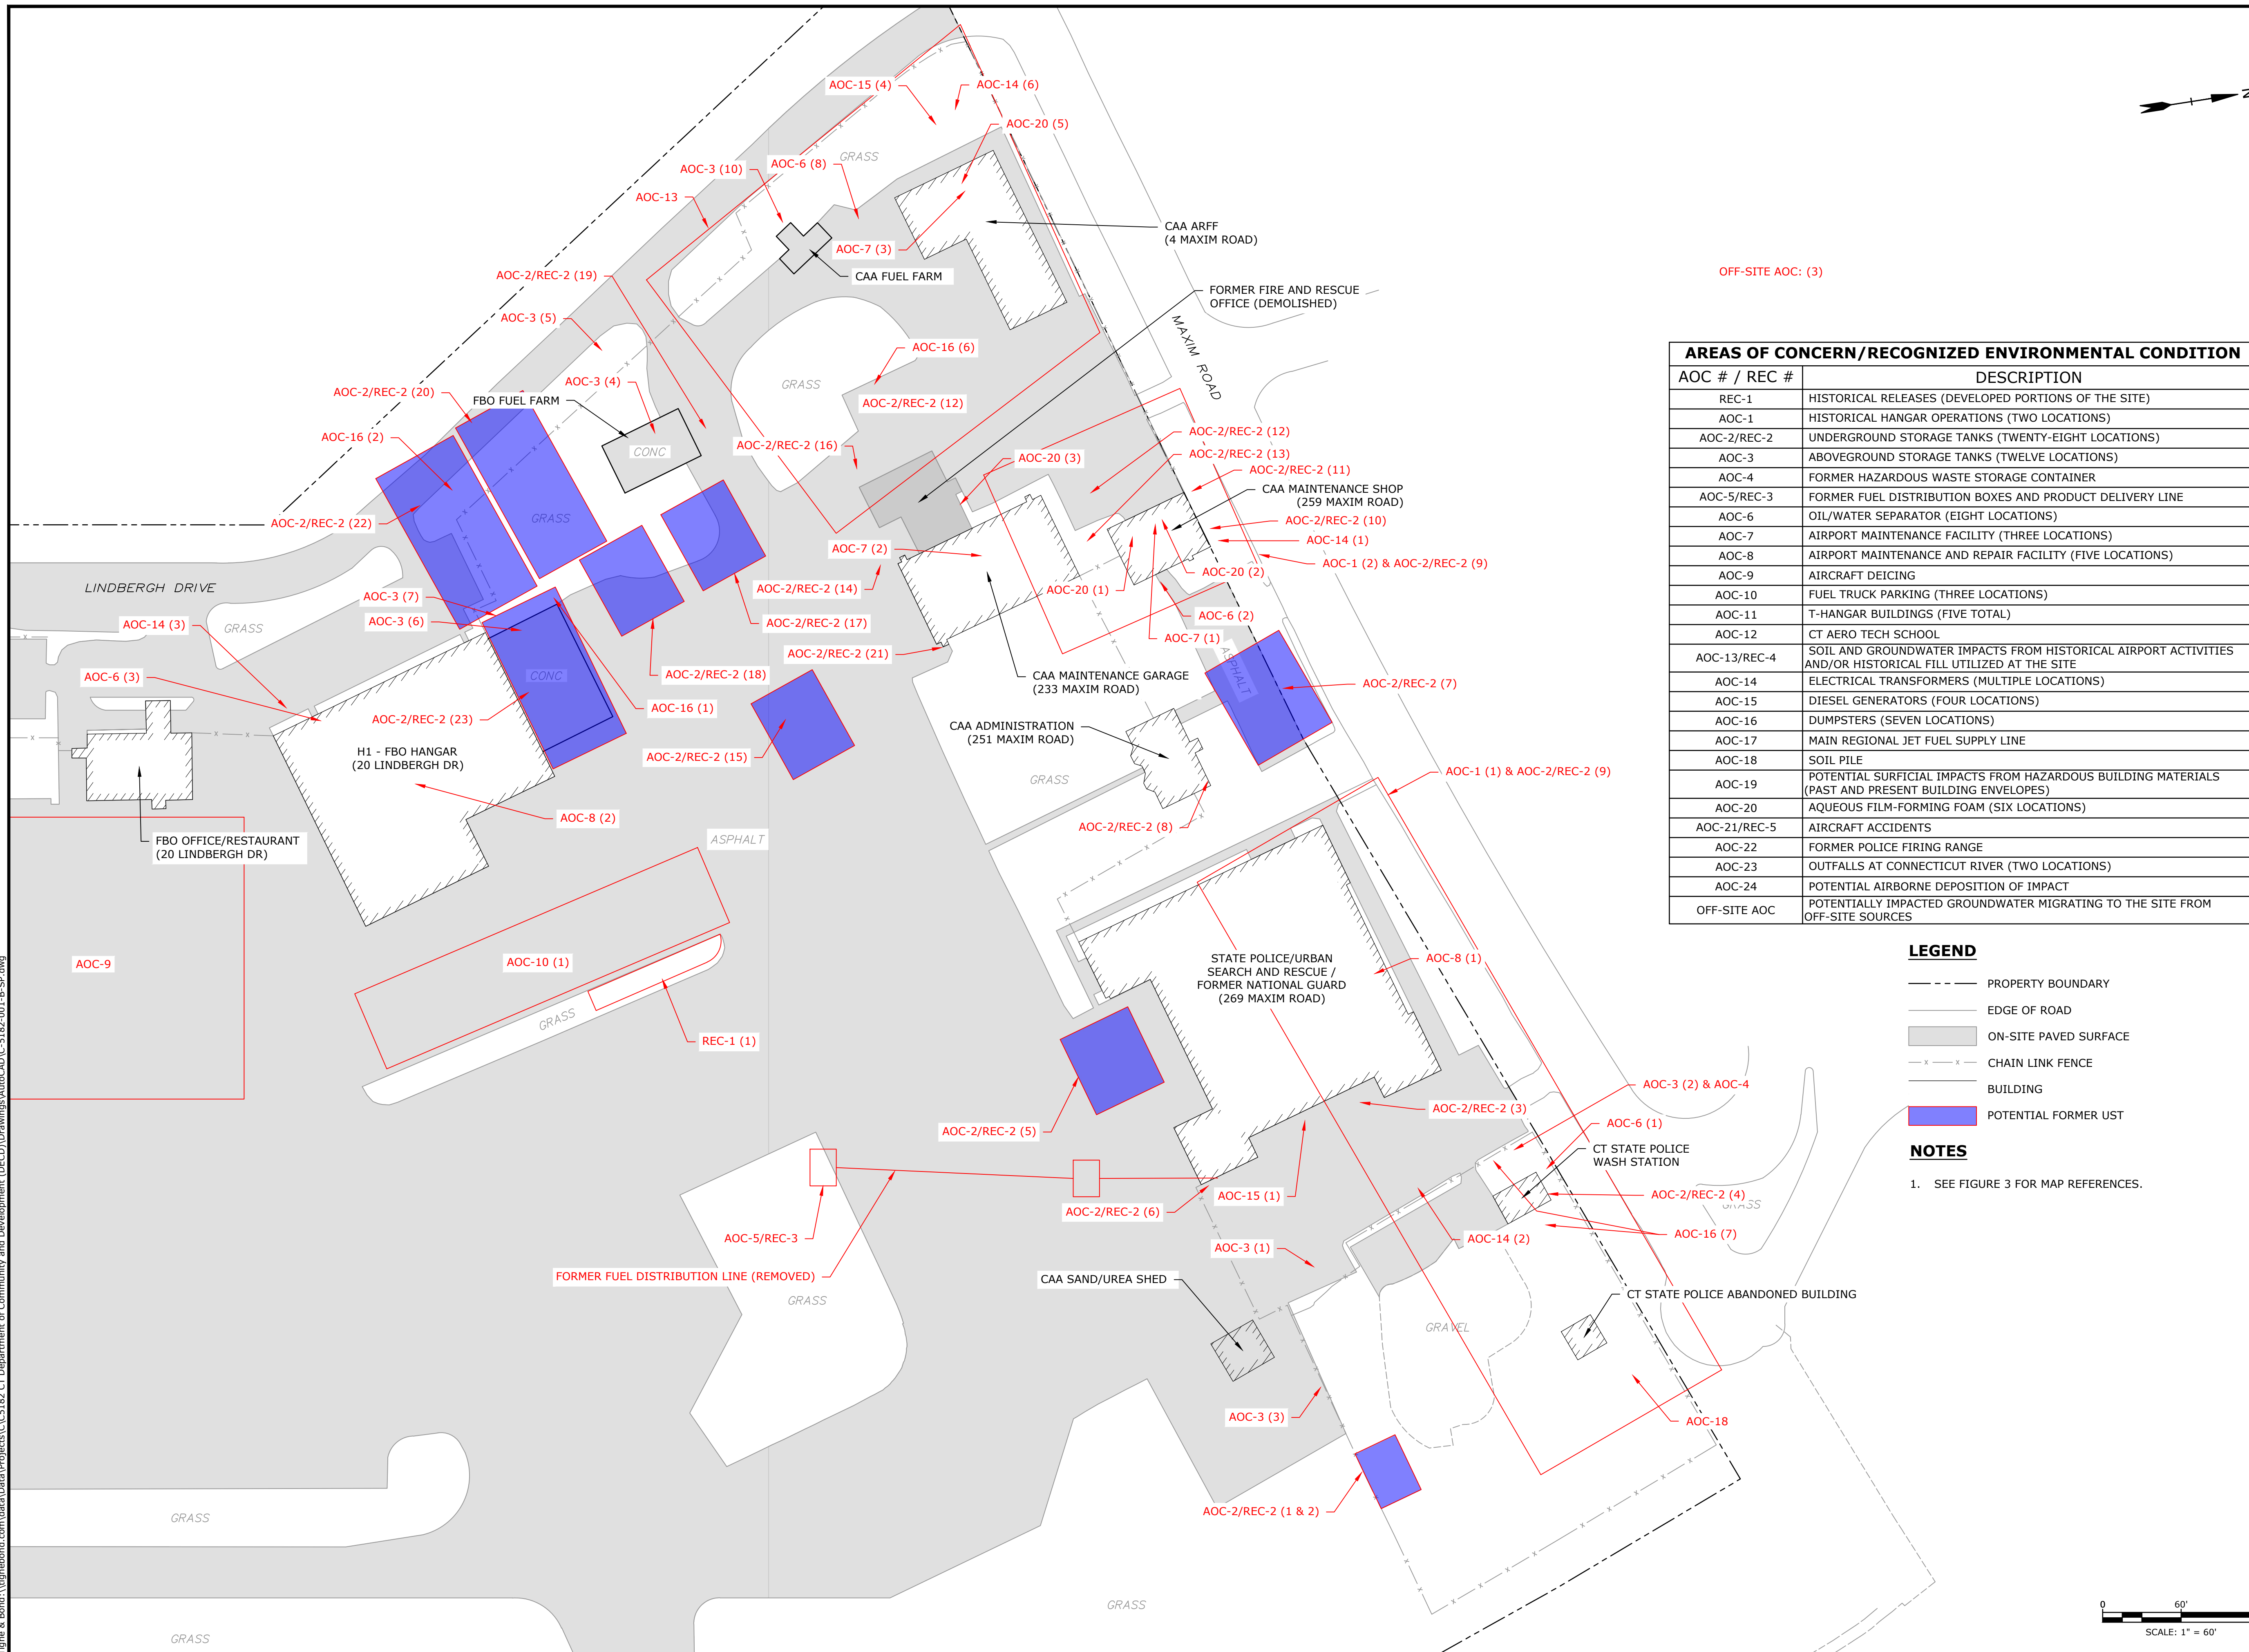 AOC-15 (4)
AOC-14 (6)
AOC-20 (5)
GRASS
AOC-3 (10)
AOC-6 (8)
AOC-13
AOC-7 (3)
CAA ARFF
(4 MAXIM ROAD)
CAA FUEL FARM
AOC-2/REC-2 (19)
FORMER FIRE AND RESCUE
OFFICE (DEMOLISHED)
AOC-3 (5)
MAXIM ROAD
AOC-16 (6)
GRASS
AOC-3 (4)
AOC-2/REC-2 (20)
FBO FUEL FARM
AOC-2/REC-2 (12)
AOC-16 (2)
CONC
AOC-2/REC-2 (16)
AOC-2/REC-2 (12)
AOC-20 (3)
AOC-2/REC-2 (13)
AOC-2/REC-2 (11)
CAA MAINTENANCE SHOP
(259 MAXIM ROAD)
AOC-2/REC-2 (22)
GRASS
AOC-2/REC-2 (10)
AOC-14 (1)
AOC-7 (2)
AOC-1 (2) & AOC-2/REC-2 (9)
AOC-20 (2)
LINDBERGH DRIVE
AOC-2/REC-2 (14)
AOC-20 (1)
AOC-3 (7)
AOC-6 (2)
AOC-3 (6)
AOC-14 (3)
GRASS
AOC-2/REC-2 (17)
AOC-7 (1)
AOC-2/REC-2 (21)
ASPHALT
AOC-6 (3)
CONC
AOC-2/REC-2 (18)
CAA MAINTENANCE GARAGE
(233 MAXIM ROAD)
AOC-2/REC-2 (7)
AOC-16 (1)
AOC-2/REC-2 (23)
CAA ADMINISTRATION
(251 MAXIM ROAD)
H1 - FBO HANGAR
(20 LINDBERGH DR)
AOC-2/REC-2 (15)
GRASS
AOC-1 (1) & AOC-2/REC-2 (9)
AOC-8 (2)
AOC-2/REC-2 (8)
FBO OFFICE/RESTAURANT
(20 LINDBERGH DR)
ASPHALT
AOC-9
AOC-10 (1)
STATE POLICE/URBAN
SEARCH AND RESCUE /
FORMER NATIONAL GUARD
(269 MAXIM ROAD)
AOC-8 (1)
GRASS
REC-1 (1)
AOC-3 (2) & AOC-4
AOC-2/REC-2 (3)
AOC-6 (1)
AOC-2/REC-2 (5)
CT STATE POLICE
WASH STATION
AOC-15 (1)
AOC-2/REC-2 (4)
GRASS
AOC-2/REC-2 (6)
AOC-16 (7)
AOC-5/REC-3
AOC-14 (2)
AOC-3 (1)
FORMER FUEL DISTRIBUTION LINE (REMOVED)
CAA SAND/UREA SHED
GRASS
CT STATE POLICE ABANDONED BUILDING
GRAVEL
AOC-3 (3)
AOC-18
AOC-2/REC-2 (1 & 2)
GRASS
GRASS
GRASS
OFF-SITE AOC: (3)
AREAS OF CONCERN/RECOGNIZED ENVIRONMENTAL CONDITION
AOC # / REC # DESCRIPTION
REC-1 HISTORICAL RELEASES (DEVELOPED PORTIONS OF THE SITE)
AOC-1 HISTORICAL HANGAR OPERATIONS (TWO LOCATIONS)
AOC-2/REC-2 UNDERGROUND STORAGE TANKS (TWENTY-EIGHT LOCATIONS)
AOC-3 ABOVEGROUND STORAGE TANKS (TWELVE LOCATIONS)
AOC-4 FORMER HAZARDOUS WASTE STORAGE CONTAINER
AOC-5/REC-3 FORMER FUEL DISTRIBUTION BOXES AND PRODUCT DELIVERY LINE
AOC-6 OIL/WATER SEPARATOR (EIGHT LOCATIONS)
AOC-7 AIRPORT MAINTENANCE FACILITY (THREE LOCATIONS)
AOC-8 AIRPORT MAINTENANCE AND REPAIR FACILITY (FIVE LOCATIONS)
AOC-9 AIRCRAFT DEICING
AOC-10 FUEL TRUCK PARKING (THREE LOCATIONS)
AOC-11 T-HANGAR BUILDINGS (FIVE TOTAL)
AOC-12 CT AERO TECH SCHOOL
AOC-13/REC-4 SOIL AND GROUNDWATER IMPACTS FROM HISTORICAL AIRPORT ACTIVITIES
AND/OR HISTORICAL FILL UTILIZED AT THE SITE
AOC-14 ELECTRICAL TRANSFORMERS (MULTIPLE LOCATIONS)
AOC-15 DIESEL GENERATORS (FOUR LOCATIONS)
AOC-16 DUMPSTERS (SEVEN LOCATIONS)
AOC-17 MAIN REGIONAL JET FUEL SUPPLY LINE
AOC-18 SOIL PILE
AOC-19 POTENTIAL SURFICIAL IMPACTS FROM HAZARDOUS BUILDING MATERIALS
(PAST AND PRESENT BUILDING ENVELOPES)
AOC-20 AQUEOUS FILM-FORMING FOAM (SIX LOCATIONS)
AOC-21/REC-5 AIRCRAFT ACCIDENTS
AOC-22 FORMER POLICE FIRING RANGE
AOC-23 OUTFALLS AT CONNECTICUT RIVER (TWO LOCATIONS)
AOC-24 POTENTIAL AIRBORNE DEPOSITION OF IMPACT
OFF-SITE AOC POTENTIALLY IMPACTED GROUNDWATER MIGRATING TO THE SITE FROM
OFF-SITE SOURCES
LEGEND
PROPERTY BOUNDARY
EDGE OF ROAD
ON-SITE PAVED SURFACE
CHAIN LINK FENCE
BUILDING
POTENTIAL FORMER UST
NOTES
1. SEE FIGURE 3 FOR MAP REFERENCES.
0 60'
SCALE: 1" = 60'